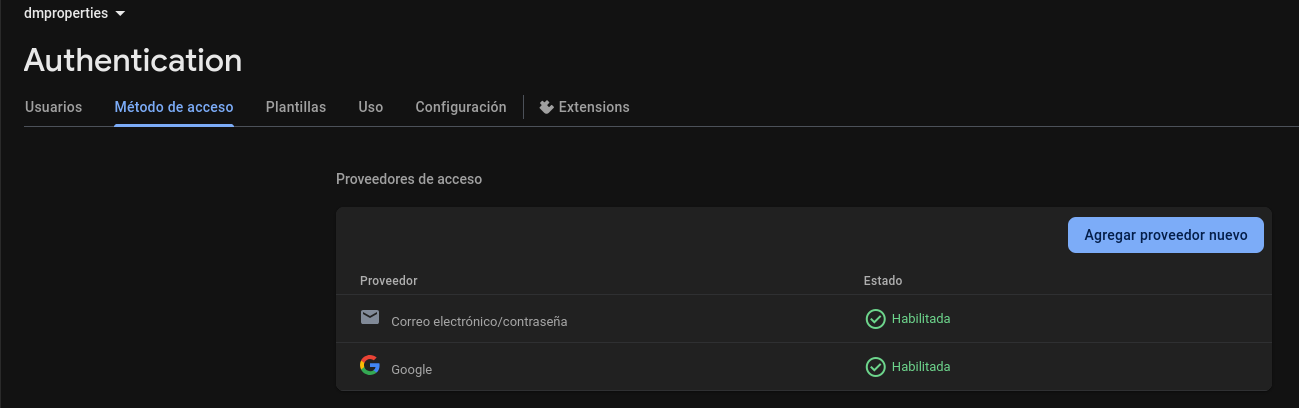 dmproperties
Authentication
Usuarios Método de acceso Plantillas Uso Configuración Extensions
Proveedores de acceso
Agregar proveedor nuevo
Proveedor Estado
Correo electrónico/contraseña Habilitada
Google Habilitada